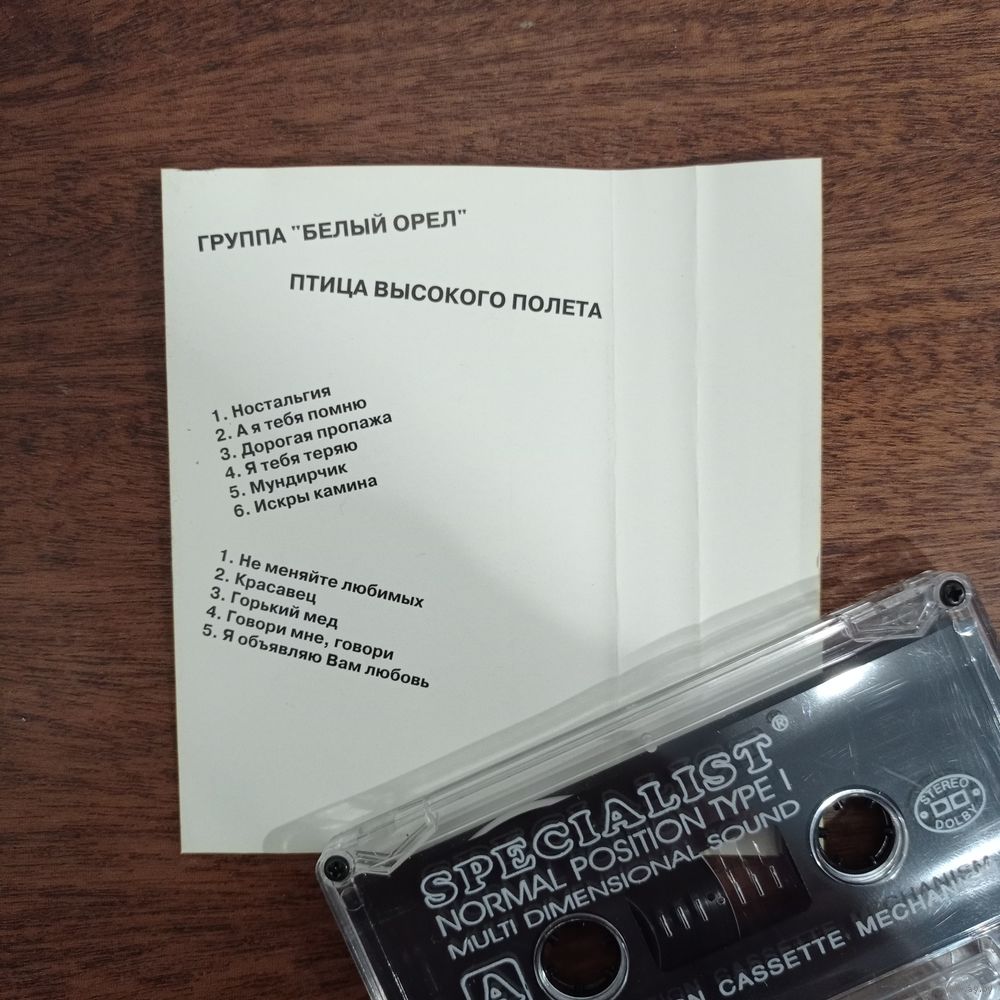 ГРУППА "БЕЛЫЙ ОРЕЛ"
ПТИЦА ВЫСОКОГО ПОЛЕТА
1. Ностальгия
2. А я тебя помню
3. Дорогая пропажа
4. Я тебя теряю
5. Мундирчик
6. Искры камина
1. Не меняйте любимых
2. Красавец
3. Горький мед
4. Говори мне, говори
5. Я объявляю Вам любовь
SPECIALIST®
NORMAL POSITION TYPE I
MULTI DIMENSIONAL SOUND
STEREO
DOLBY
A
CASSETTE MECHANISM